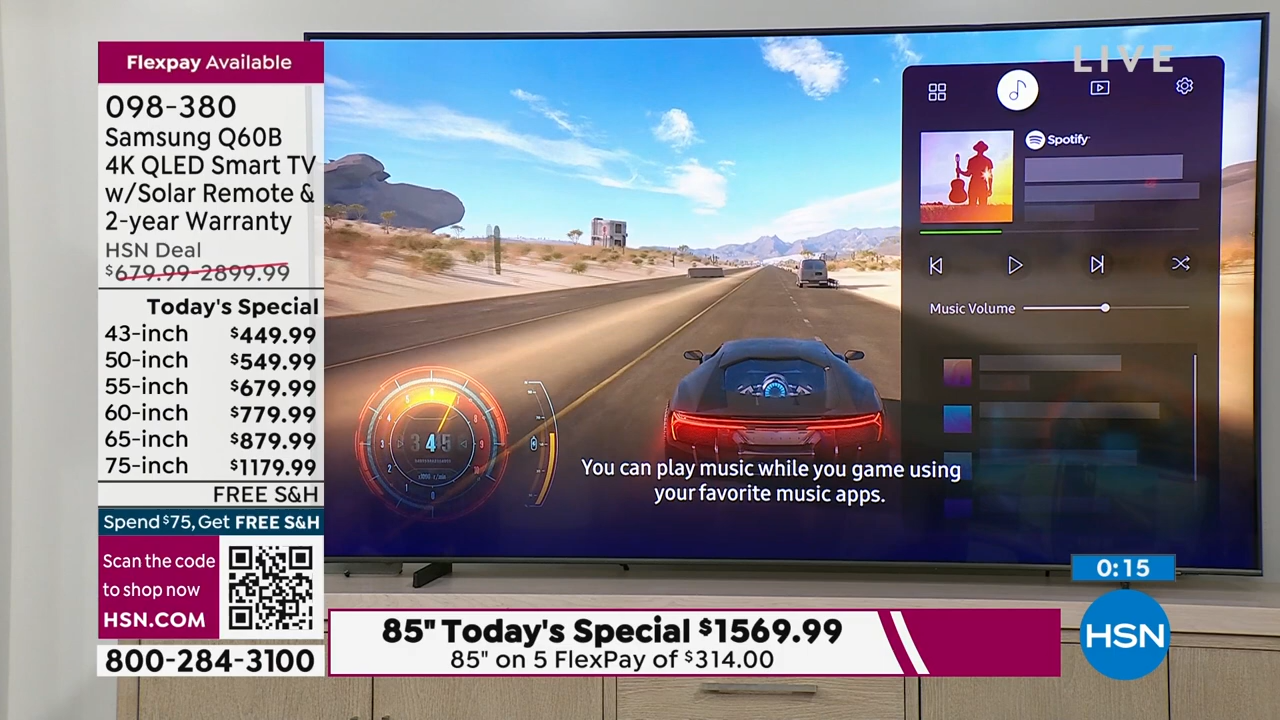 Flexpay Available
098-380
Samsung Q60B
4K QLED Smart TV
w/Solar Remote &
2-year Warranty
HSN Deal
$679.99-2899.99
Today's Special
43-inch $449.99
50-inch $549.99
55-inch $679.99
60-inch $779.99
65-inch $879.99
75-inch $1179.99
FREE S&H
Spend $75, Get FREE S&H
Scan the code
to shop now
HSN.COM
800-284-3100
LIVE
Spotify
Music Volume
345
You can play music while you game using
your favorite music apps.
0:15
HSN
85" Today's Special $1569.99
85" on 5 FlexPay of $314.00